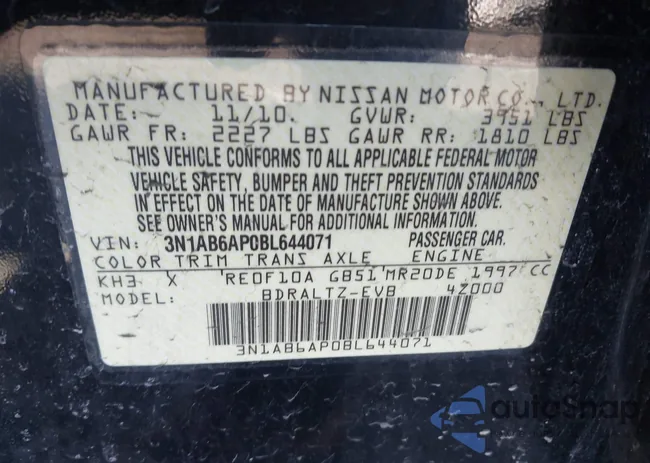 MANUFACTURED BY NISSAN MOTOR CO., LTD.
DATE: 11/10. GVWR: 3951 LBS
GAWR FR: 2227 LBS GAWR RR: 1810 LBS
THIS VEHICLE CONFORMS TO ALL APPLICABLE FEDERAL MOTOR
VEHICLE SAFETY, BUMPER AND THEFT PREVENTION STANDARDS
IN EFFECT ON THE DATE OF MANUFACTURE SHOWN ABOVE.
SEE OWNER'S MANUAL FOR ADDITIONAL INFORMATION.
VIN: 3N1AB6AP0BL644071 PASSENGER CAR.
COLOR TRIM TRANS AXLE ENGINE
KH3 X RE0F10A GB51 MR20DE 1997 CC
MODEL: BDRALTZ-EVB 4Z000
3N1AB6AP0BL644071
autoSnap